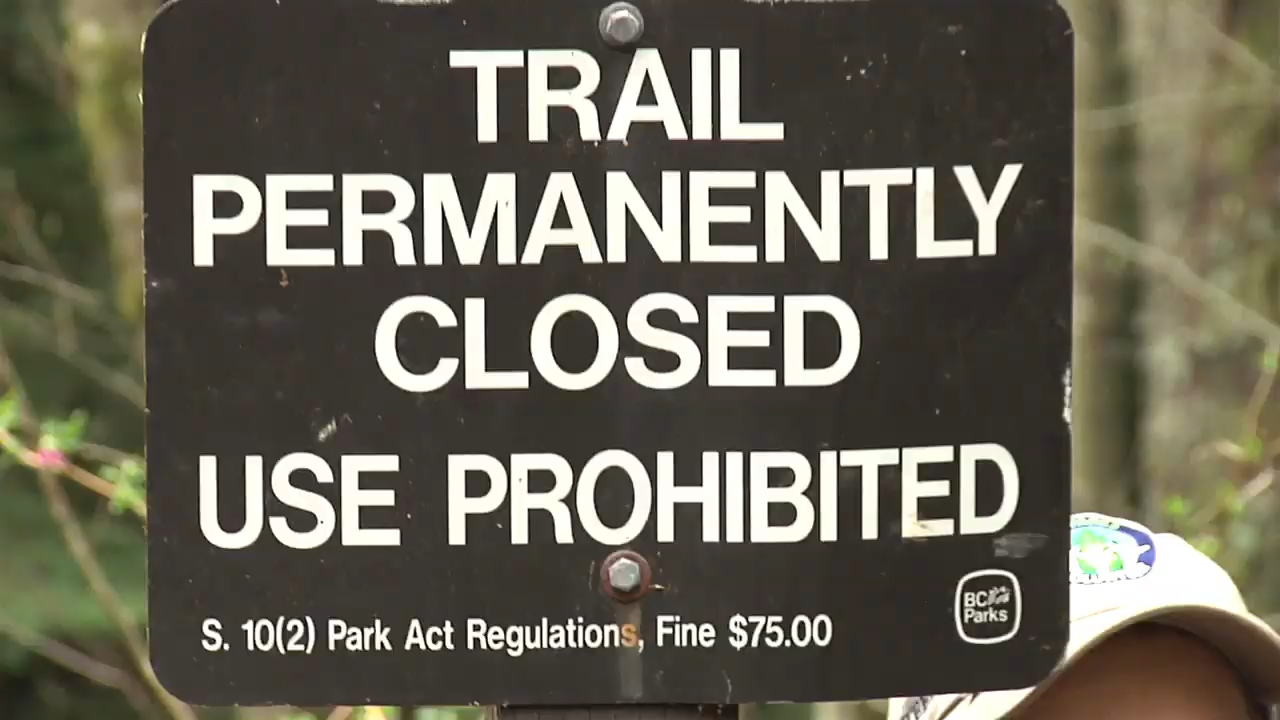 TRAIL
PERMANENTLY
CLOSED
USE PROHIBITED
S. 10(2) Park Act Regulations, Fine $75.00
BC
Parks